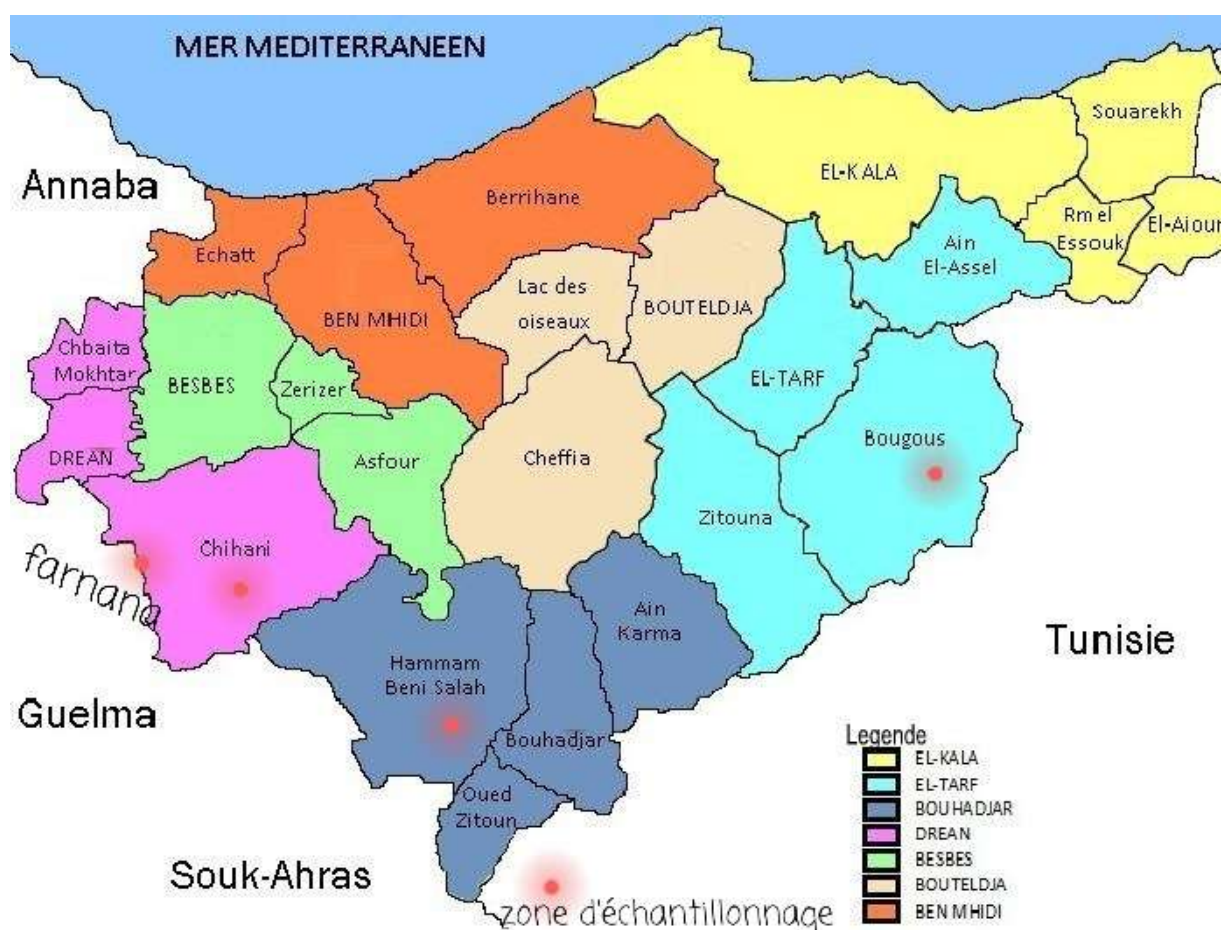 MER MEDITERRANEEN
Souarekh
Annaba
EL-KALA
Berrihane
Rmel
Essouk
El-Aioun
Echatt
Ain
El-Assel
Lac des
oiseaux
BOUTELDJA
BEN MHIDI
Chbaita
Mokhtar
BESBES
Zerizer
EL-TARF
DREAN
Asfour
Cheffia
Bougous
Zitouna
Chihani
farnana
Ain
Karma
Tunisie
Hammam
Beni Salah
Guelma
Bouhadjar
Oued
Zitoun
Souk-Ahras
zone d'échantillonnage
Legende
EL-KALA
EL-TARF
BOUHADJAR
DREAN
BESBES
BOUTELDJA
BEN MHIDI